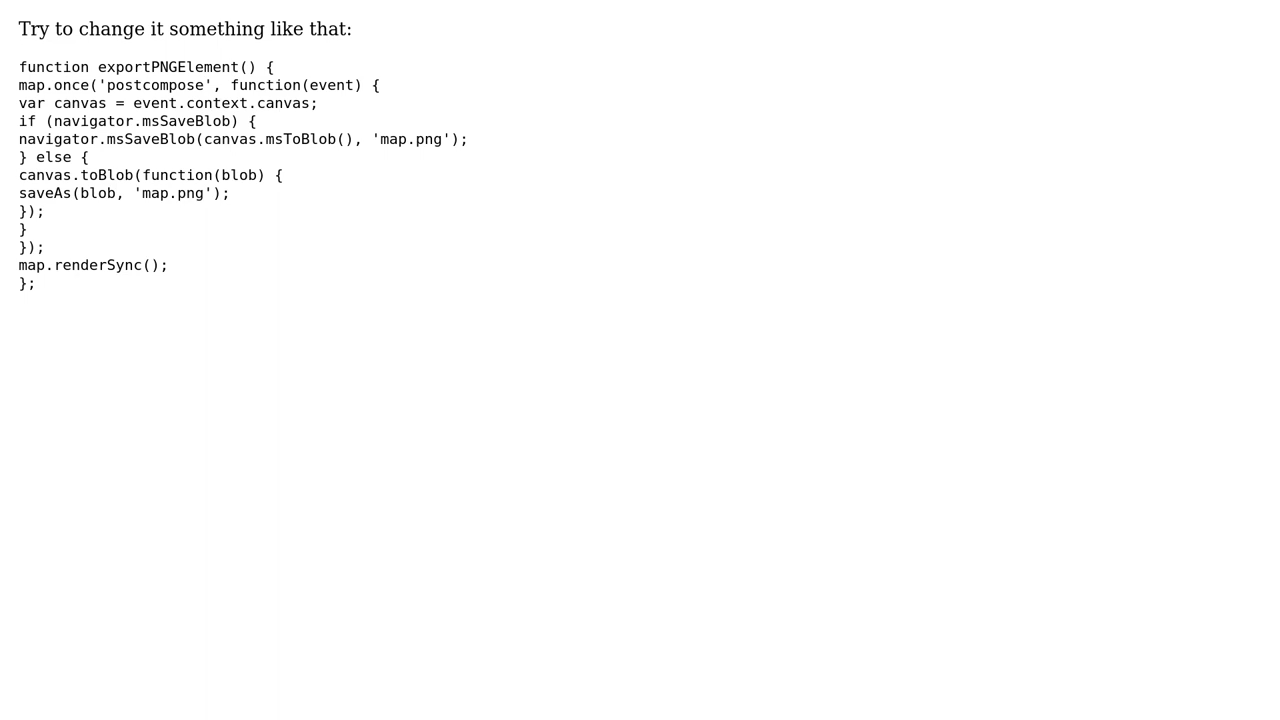 Try to change it something like that:
function exportPNGElement() {
map.once('postcompose', function(event) {
var canvas = event.context.canvas;
if (navigator.msSaveBlob) {
navigator.msSaveBlob(canvas.msToBlob(), 'map.png');
} else {
canvas.toBlob(function(blob) {
saveAs(blob, 'map.png');
});
}
});
map.renderSync();
};